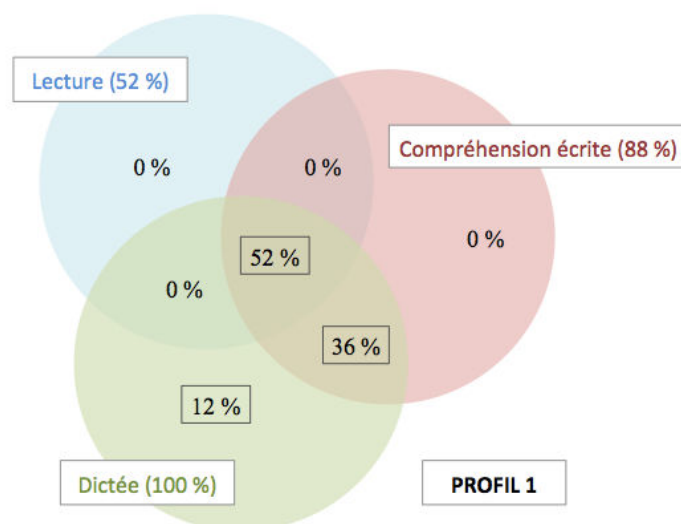 Lecture (52 %)
Compréhension écrite (88 %)
0 %
0 %
0 %
52 %
0 %
36 %
12 %
Dictée (100 %)
PROFIL 1